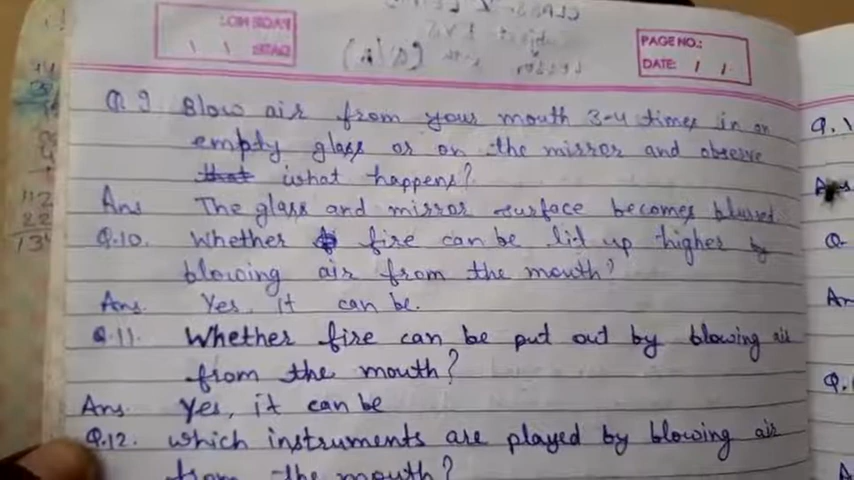 PAGE NO.:
DATE: / /
Q.9 Blow air from your mouth 3-4 times in an
empty glass or on the mirror and observe
that what happens?
Ans The glass and mirror surface becomes blurred
Q.10. Whether fire can be lit up higher by
blowing air from the mouth?
Ans. Yes, it can be.
Q.11. Whether fire can be put out by blowing air
from the mouth?
Ans. Yes, it can be
Q.12. which instruments are played by blowing air
from the mouth?
Q.1
Ans
Q.
An
Q.
A